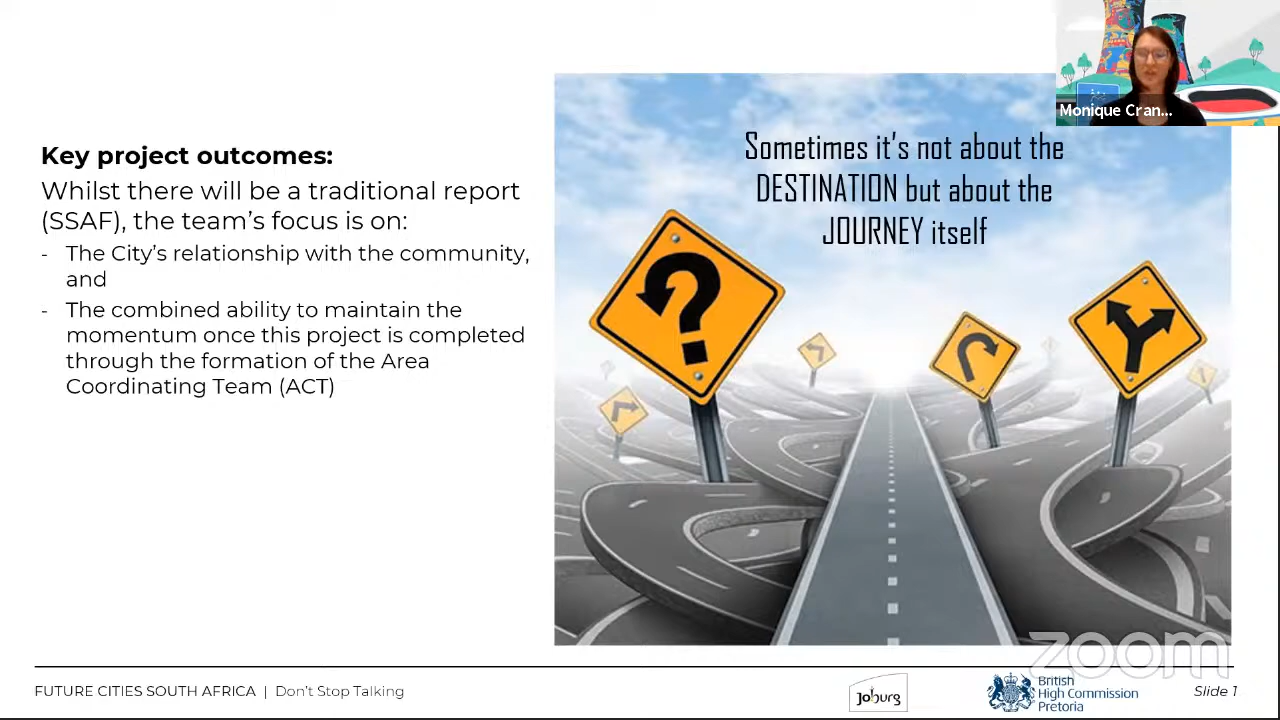 Monique Cran...
Key project outcomes:
Whilst there will be a traditional report
(SSAF), the team's focus is on:
- The City's relationship with the community,
and
- The combined ability to maintain the
momentum once this project is completed
through the formation of the Area
Coordinating Team (ACT)
Sometimes it's not about the
DESTINATION but about the
JOURNEY itself
zoom
FUTURE CITIES SOUTH AFRICA | Don't Stop Talking
Joburg
British
High Commission
Pretoria
Slide 1